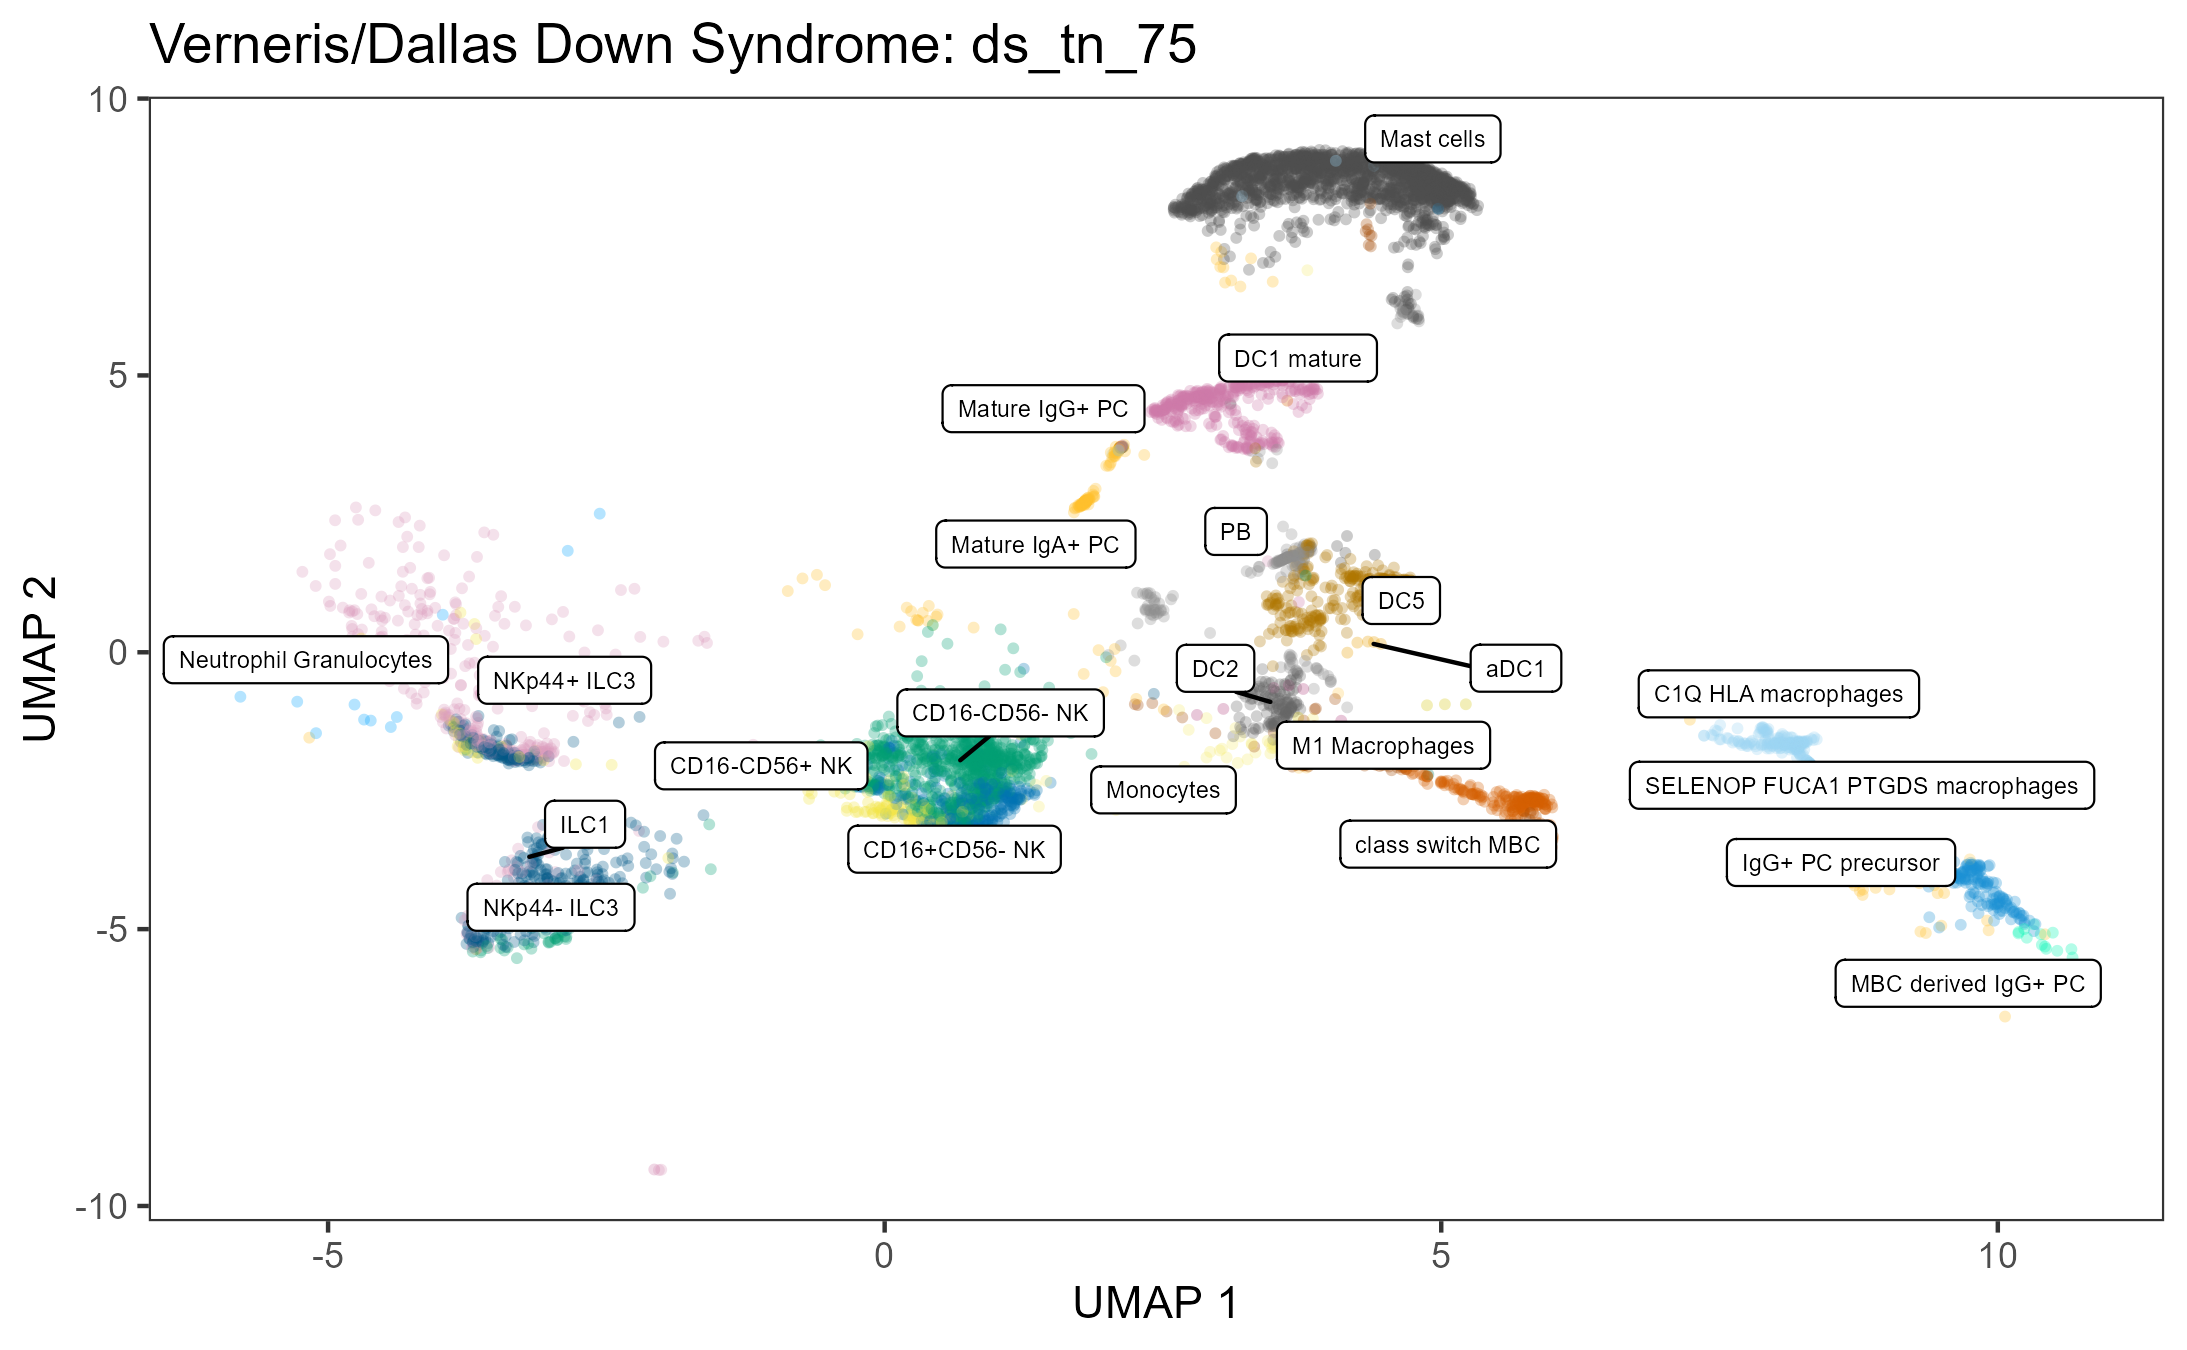 Verneris/Dallas Down Syndrome: ds_tn_75
10
5
0
-5
-10
UMAP 2
Mast cells
DC1 mature
Mature IgG+ PC
PB
Mature IgA+ PC
DC5
Neutrophil Granulocytes
NKp44+ ILC3
DC2
aDC1
C1Q HLA macrophages
CD16-CD56- NK
M1 Macrophages
CD16-CD56+ NK
Monocytes
SELENOP FUCA1 PTGDS macrophages
ILC1
CD16+CD56- NK
class switch MBC
IgG+ PC precursor
NKp44- ILC3
MBC derived IgG+ PC
-5
0
5
10
UMAP 1